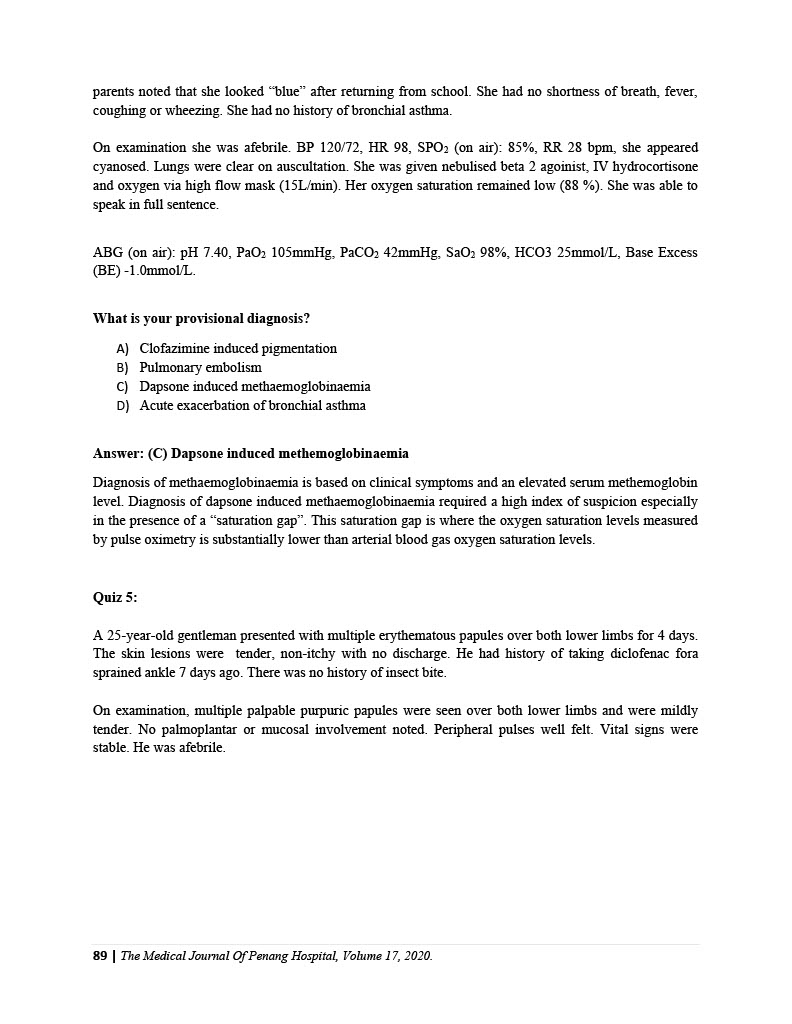 parents noted that she looked “blue” after returning from school. She had no shortness of breath, fever,
coughing or wheezing. She had no history of bronchial asthma.
On examination she was afebrile. BP 120/72, HR 98, SPO₂ (on air): 85%, RR 28 bpm, she appeared
cyanosed. Lungs were clear on auscultation. She was given nebulised beta 2 agoinist, IV hydrocortisone
and oxygen via high flow mask (15L/min). Her oxygen saturation remained low (88 %). She was able to
speak in full sentence.
ABG (on air): pH 7.40, PaO₂ 105mmHg, PaCO₂ 42mmHg, SaO₂ 98%, HCO3 25mmol/L, Base Excess
(BE) -1.0mmol/L.
What is your provisional diagnosis?
A) Clofazimine induced pigmentation
B) Pulmonary embolism
C) Dapsone induced methaemoglobinaemia
D) Acute exacerbation of bronchial asthma
Answer: (C) Dapsone induced methemoglobinaemia
Diagnosis of methaemoglobinaemia is based on clinical symptoms and an elevated serum methemoglobin
level. Diagnosis of dapsone induced methaemoglobinaemia required a high index of suspicion especially
in the presence of a “saturation gap”. This saturation gap is where the oxygen saturation levels measured
by pulse oximetry is substantially lower than arterial blood gas oxygen saturation levels.
Quiz 5:
A 25-year-old gentleman presented with multiple erythematous papules over both lower limbs for 4 days.
The skin lesions were tender, non-itchy with no discharge. He had history of taking diclofenac fora
sprained ankle 7 days ago. There was no history of insect bite.
On examination, multiple palpable purpuric papules were seen over both lower limbs and were mildly
tender. No palmoplantar or mucosal involvement noted. Peripheral pulses well felt. Vital signs were
stable. He was afebrile.
89 | The Medical Journal Of Penang Hospital, Volume 17, 2020.